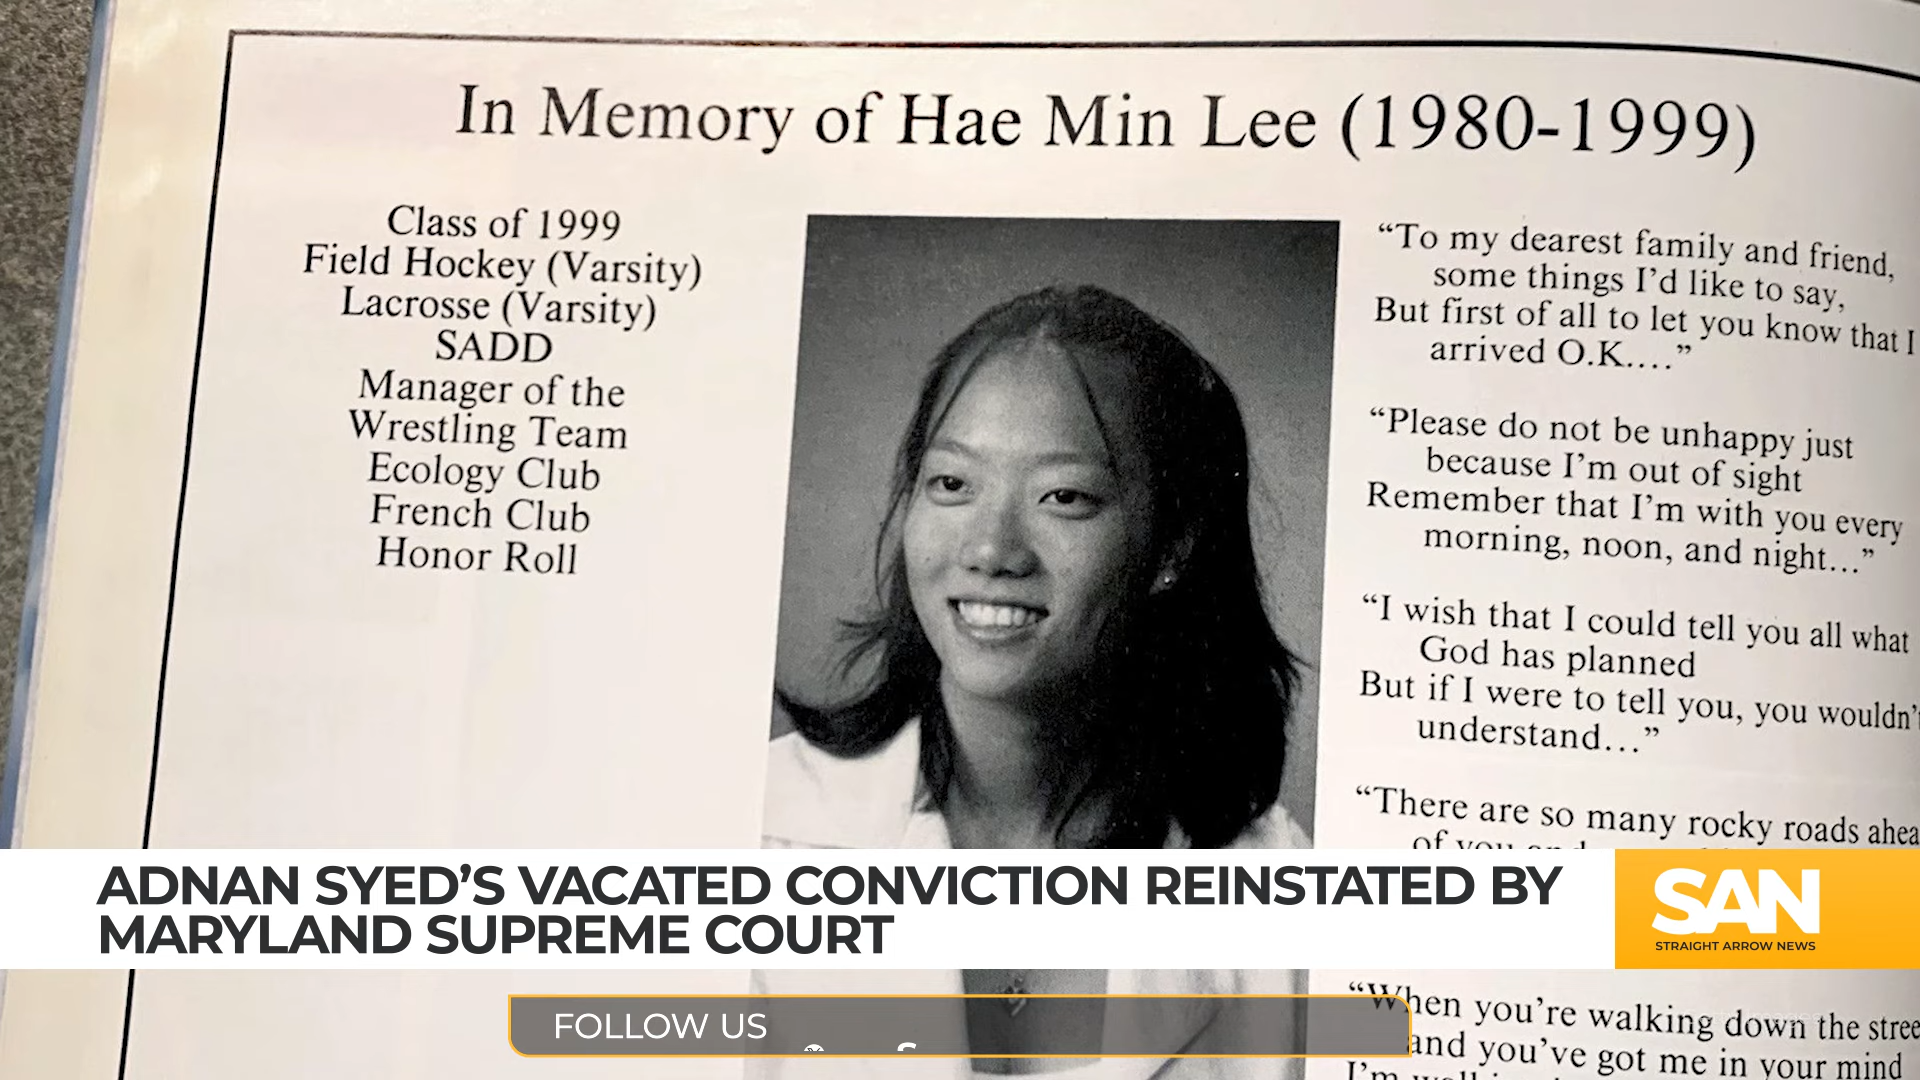 In Memory of Hae Min Lee (1980-1999)
Class of 1999
Field Hockey (Varsity)
Lacrosse (Varsity)
SADD
Manager of the
Wrestling Team
Ecology Club
French Club
Honor Roll
“To my dearest family and friend,
some things I’d like to say,
But first of all to let you know that I
arrived O.K....”
“Please do not be unhappy just
because I’m out of sight
Remember that I’m with you every
morning, noon, and night...”
“I wish that I could tell you all what
God has planned
But if I were to tell you, you wouldn’t
understand...”
“There are so many rocky roads
of you
“When you’re walking down the
and you’ve got me in your mind
I’m
ADNAN SYED’S VACATED CONVICTION REINSTATED BY
MARYLAND SUPREME COURT
SAN
STRAIGHT ARROW NEWS
FOLLOW US